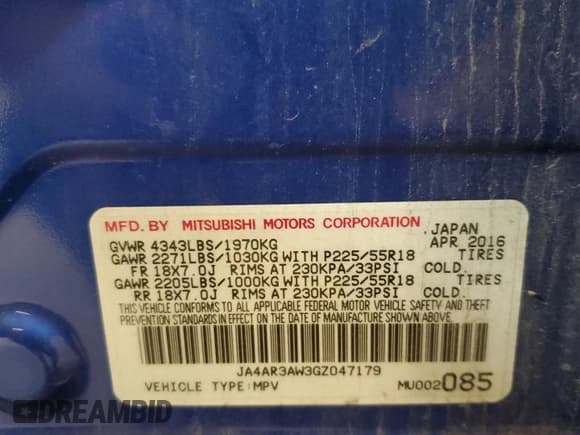 MFD. BY MITSUBISHI MOTORS CORPORATION JAPAN
GVWR 4343LBS/1970KG APR 2016
GAWR 2271LBS/1030KG WITH P225/55R18 TIRES
FR 18X7.0J RIMS AT 230KPA/33PSI COLD.
GAWR 2205LBS/1000KG WITH P225/55R18 TIRES
RR 18X7.0J RIMS AT 230KPA/33PSI COLD
THIS VEHICLE CONFORMS TO ALL APPLICABLE FEDERAL MOTOR VEHICLE SAFETY AND THEFT
PREVENTION STANDARDS IN EFFECT ON THE DATE OF MANUFACTURE SHOWN ABOVE.
JA4AR3AW3GZ047179
VEHICLE TYPE:MPV MU002085
DREAMBID